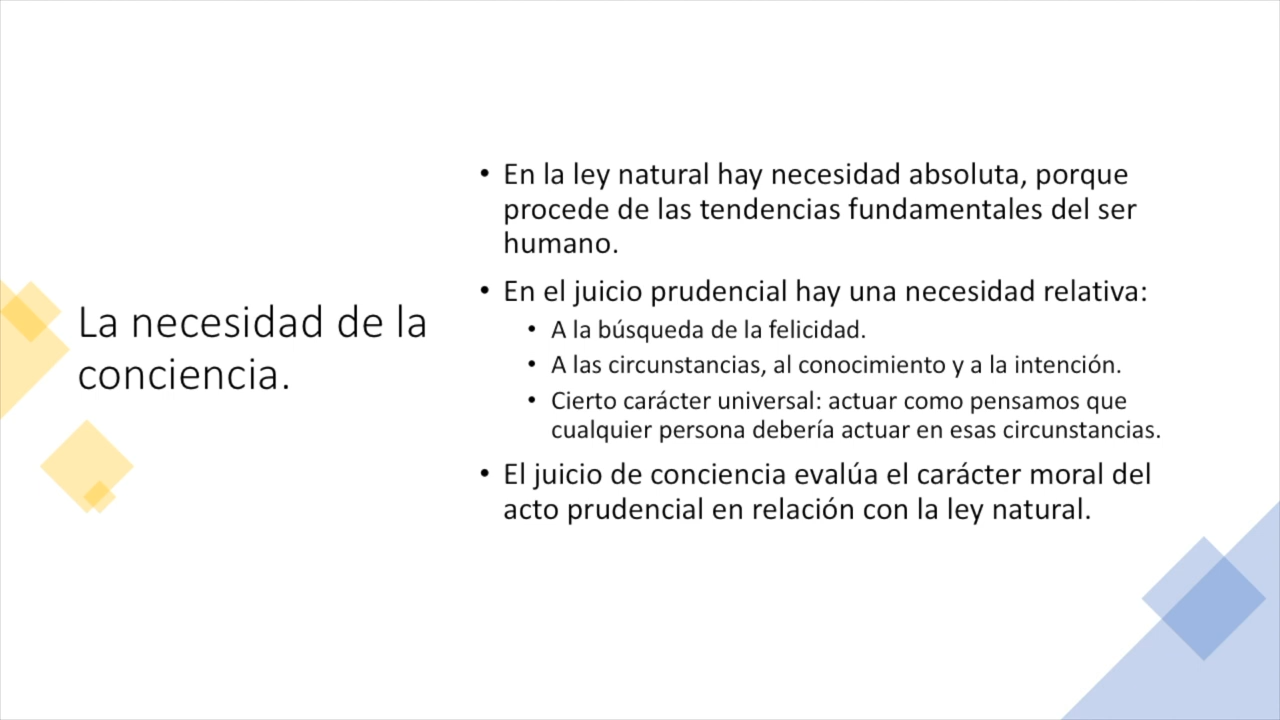 La necesidad de la
conciencia.
• En la ley natural hay necesidad absoluta, porque
procede de las tendencias fundamentales del ser
humano.
• En el juicio prudencial hay una necesidad relativa:
• A la búsqueda de la felicidad.
• A las circunstancias, al conocimiento y a la intención.
• Cierto carácter universal: actuar como pensamos que
cualquier persona debería actuar en esas circunstancias.
• El juicio de conciencia evalúa el carácter moral del
acto prudencial en relación con la ley natural.